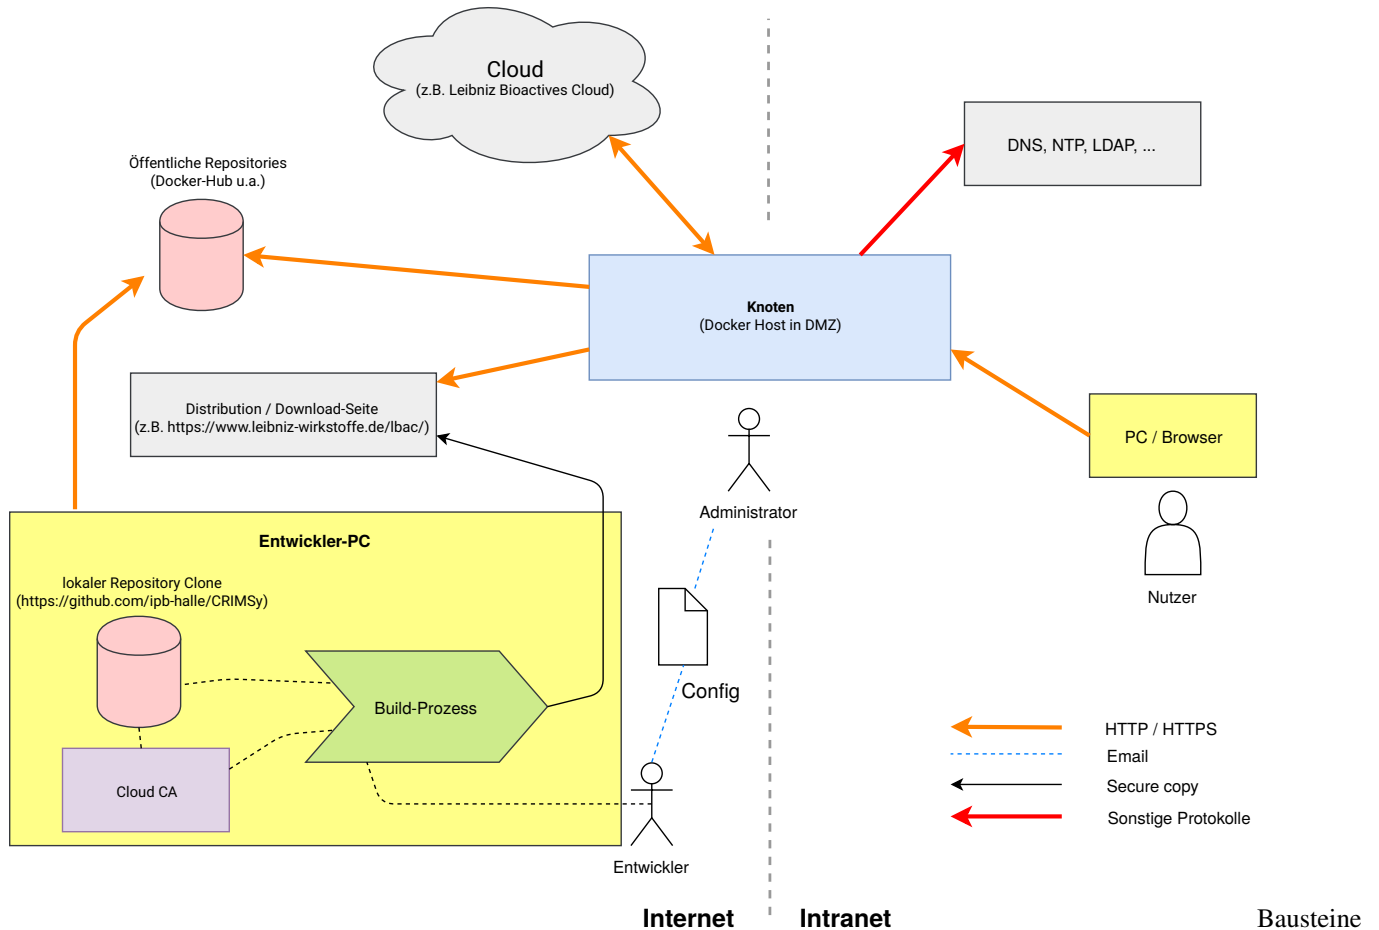 Cloud
(z.B. Leibniz Bioactives Cloud)
DNS, NTP, LDAP, ...
Öffentliche Repositories
(Docker-Hub u.a.)
Knoten
(Docker Host in DMZ)
Distribution / Download-Seite
(z.B. https://www.leibniz-wirkstoffe.de/lbac/)
PC / Browser
Administrator
Entwickler-PC
lokaler Repository Clone
(https://github.com/ipb-halle/CRIMSy)
Nutzer
Config
Build-Prozess
Cloud CA
HTTP / HTTPS
Email
Secure copy
Sonstige Protokolle
Entwickler
Internet
Intranet
Bausteine